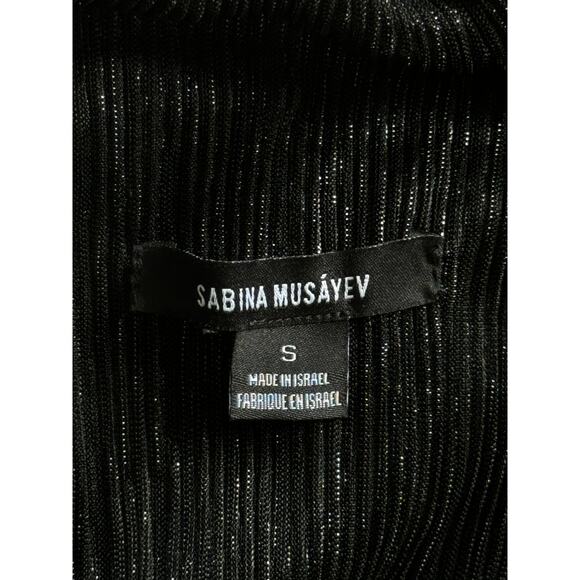 SABINA MUSÁYEV
S
MADE IN ISRAEL
FABRIQUE EN ISRAEL